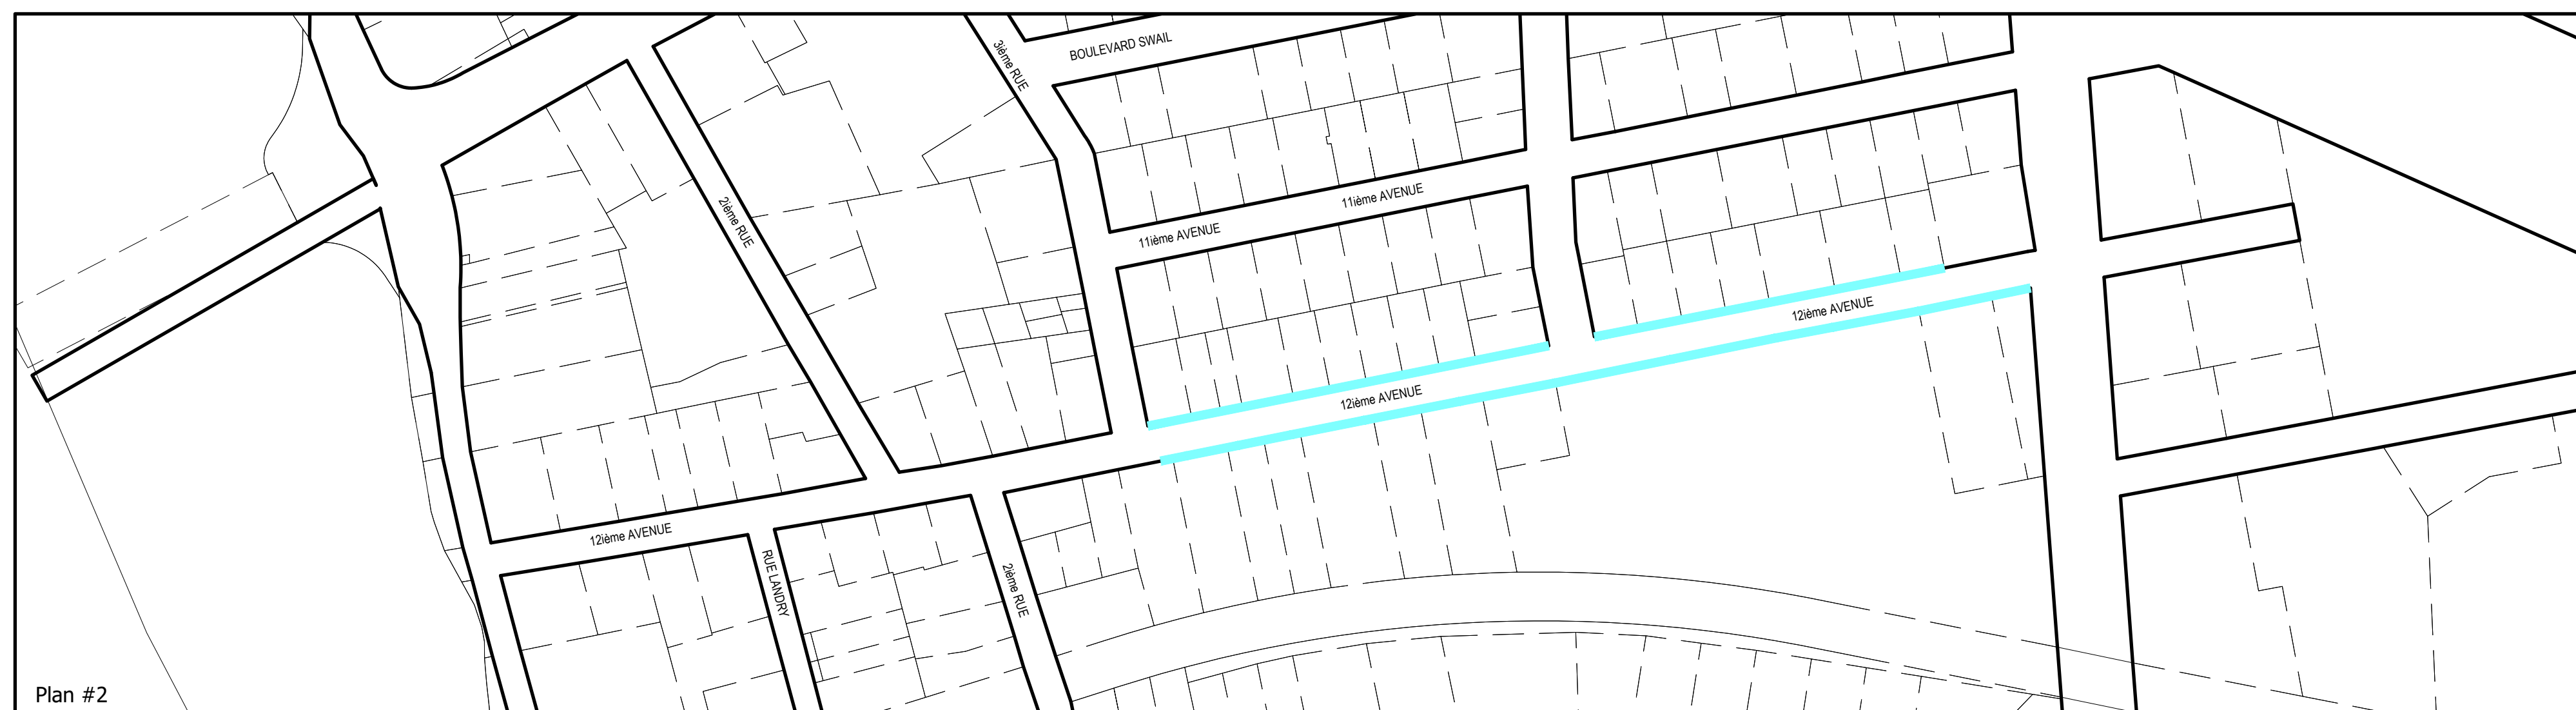 BOULEVARD SWAIL
3ième RUE
11ième AVENUE
2ième RUE
11ième AVENUE
12ième AVENUE
12ième AVENUE
12ième AVENUE
RUE LANDRY
2ième RUE
Plan #2